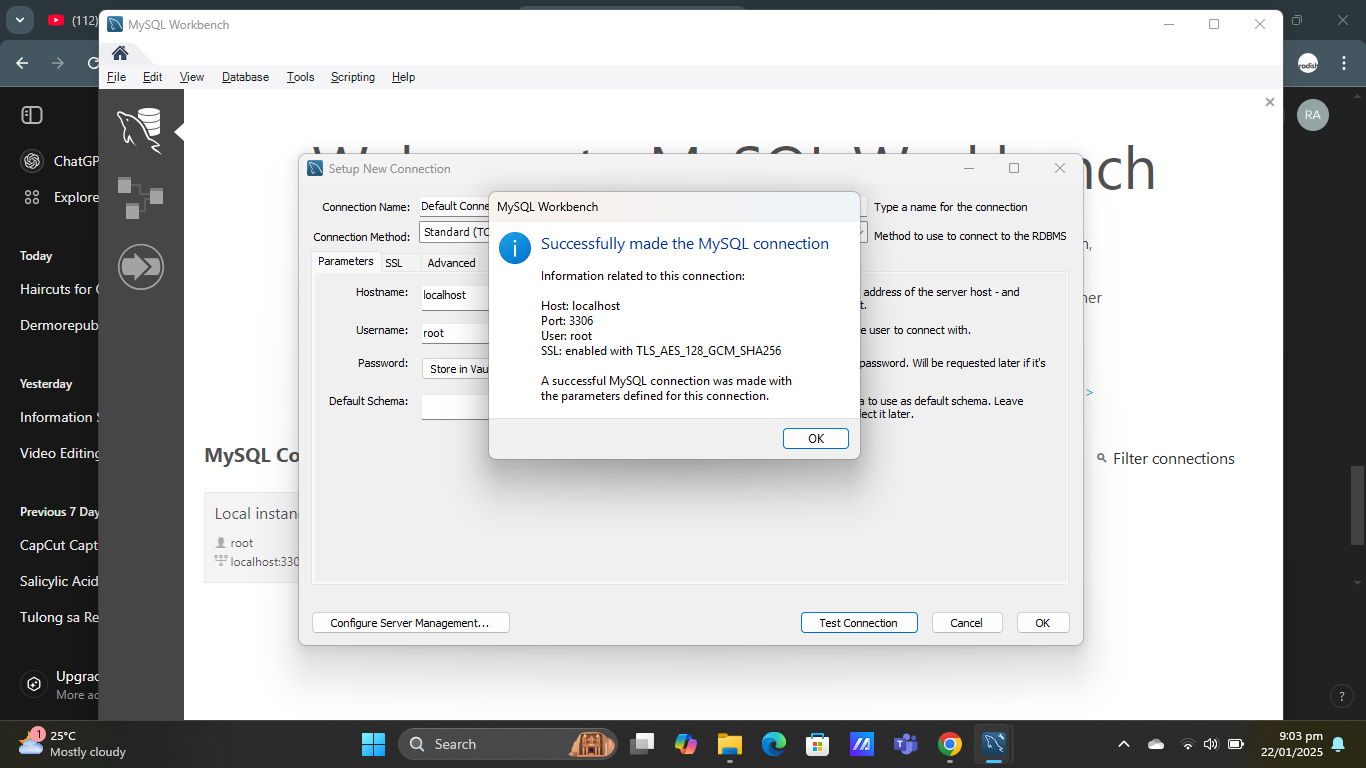 (112)
MySQL Workbench
File Edit View Database Tools Scripting Help
radish
RA
ChatGP
Explore
Today
Haircuts for
Dermorepub
Yesterday
Information
Video Editing
Previous 7 Day
CapCut Capt
Salicylic Acid
Tulong sa Re
Upgrad
More ac
Welcome to MySQL Workbench
MySQL Co
Filter connections
Local instan
root
localhost:330
>
Setup New Connection
Connection Name: Default Conne
Type a name for the connection
Connection Method: Standard (TC
Method to use to connect to the RDBMS
Parameters SSL Advanced
Hostname: localhost
address of the server host - and
Username: root
e user to connect with.
Password: Store in Vau
password. Will be requested later if it's
Default Schema:
a to use as default schema. Leave
lect it later.
Configure Server Management...
Test Connection
Cancel
OK
MySQL Workbench
Successfully made the MySQL connection
Information related to this connection:
Host: localhost
Port: 3306
User: root
SSL: enabled with TLS_AES_128_GCM_SHA256
A successful MySQL connection was made with
the parameters defined for this connection.
OK
?
1
25°C
Mostly cloudy
Search
9:03 pm
22/01/2025